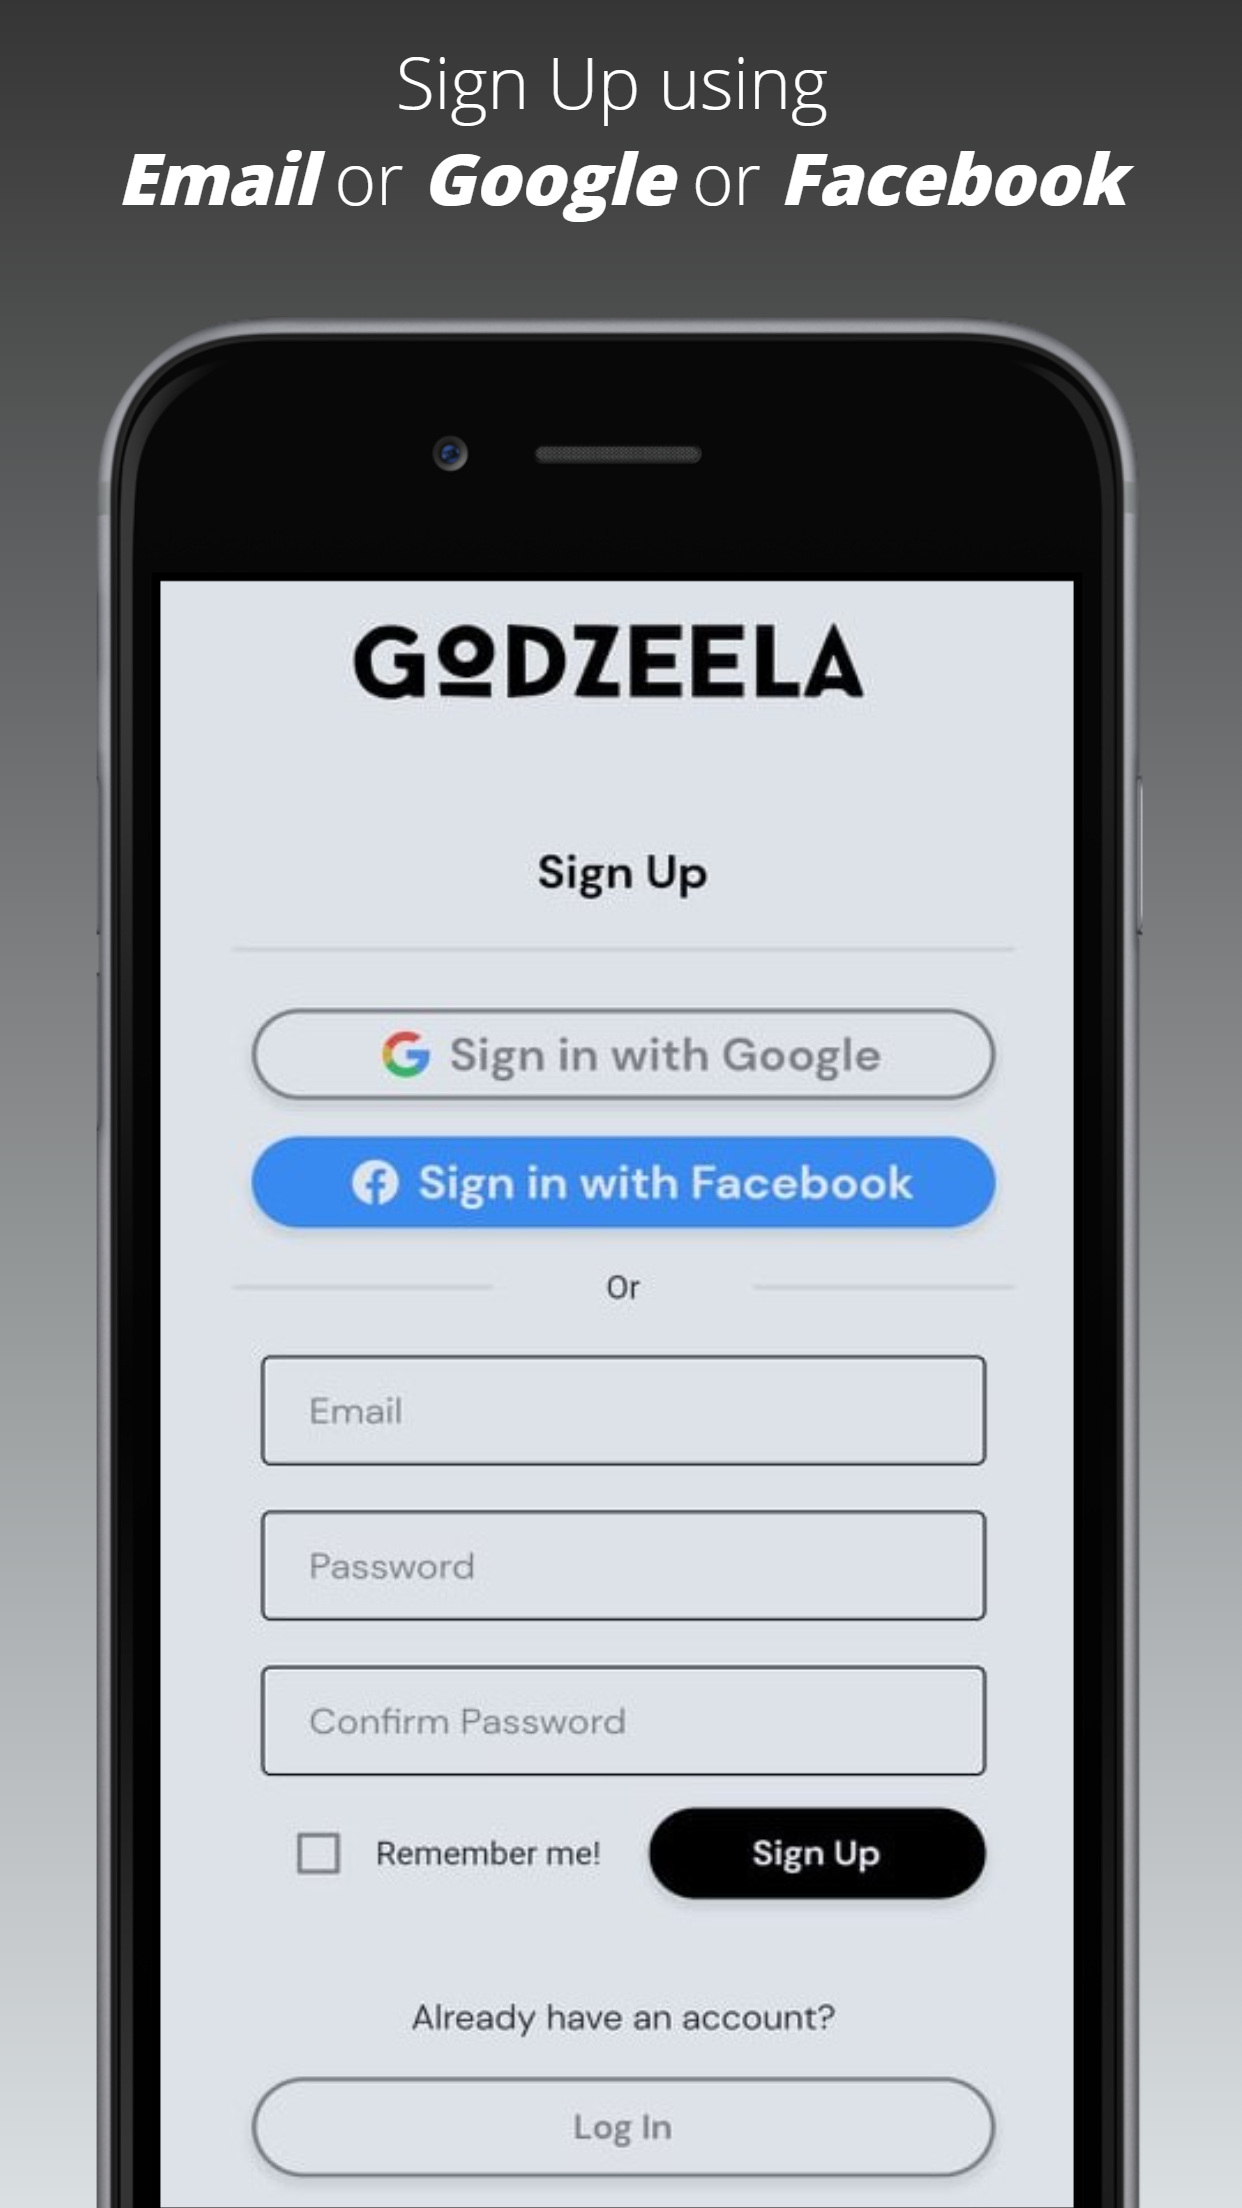 Sign Up using
Email or Google or Facebook
GODZEELA
Sign Up
Sign in with Google
Sign in with Facebook
Or
Email
Password
Confirm Password
Remember me!
Sign Up
Already have an account?
Log In